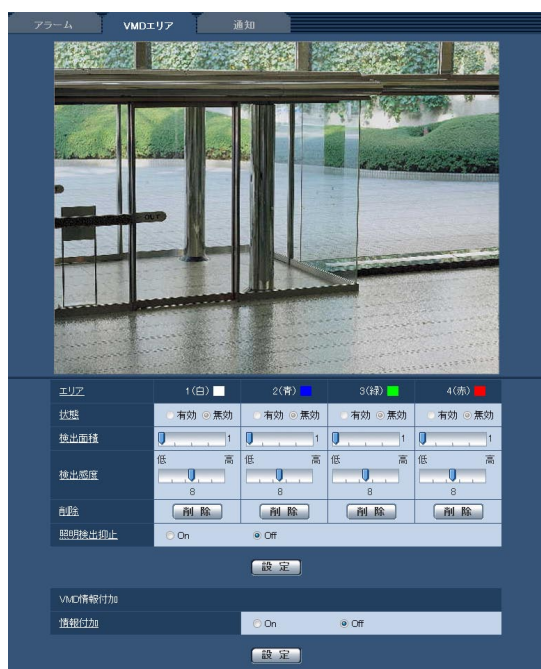 アラーム VMDエリア 通知
OUT
エリア 1(白) 2(青) 3(緑) 4(赤)
状態 有効 無効 有効 無効 有効 無効 有効 無効
検出面積 1 1 1 1
低 高 低 高 低 高 低 高
検出感度
8 8 8 8
削除 削除 削除 削除 削除
照明検出抑止 On Off
設定
VMD情報付加
情報付加 On Off
設定